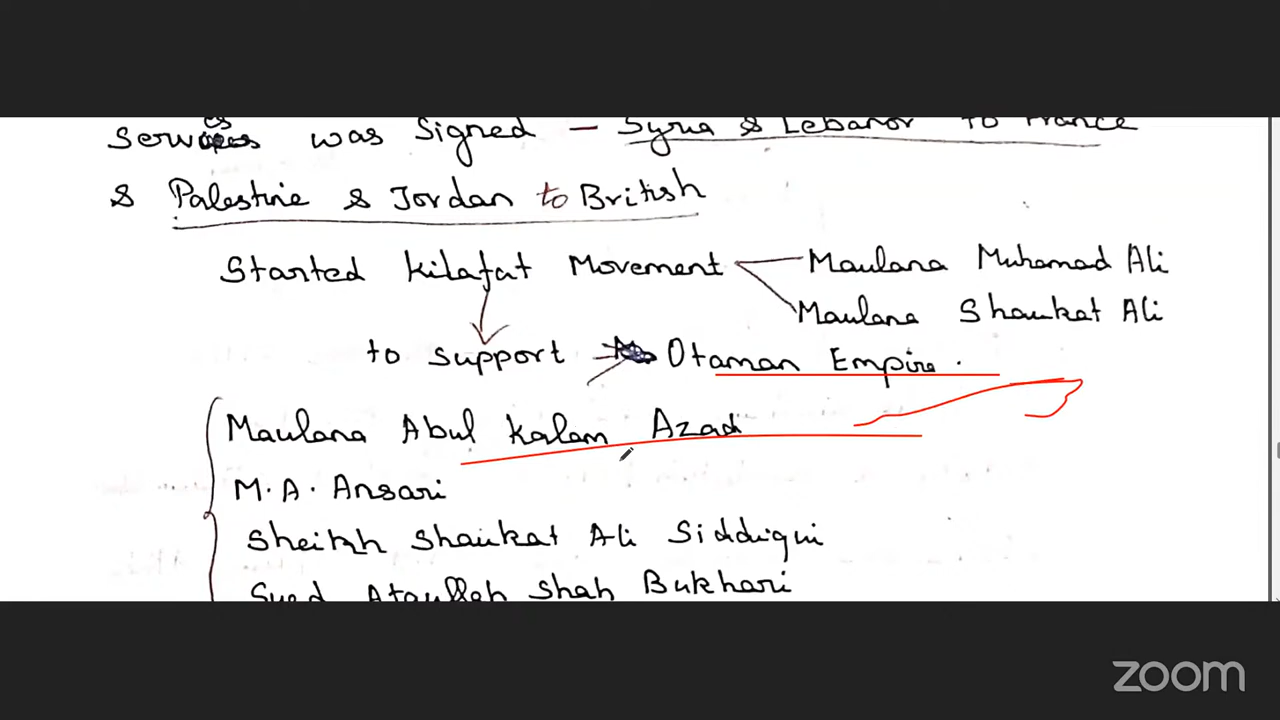 was signed - Syria & Lebanon to France
& Palestine & Jordan to British
Started Kilafat Movement
Maulana Muhamad Ali
Maulana Shaukat Ali
to support Otaman Empire.
Maulana Abul Kalam Azad
M.A. Ansari
Sheikh Shaukat Ali Siddiqui
Syed Ataullah Shah Bukhari
zoom